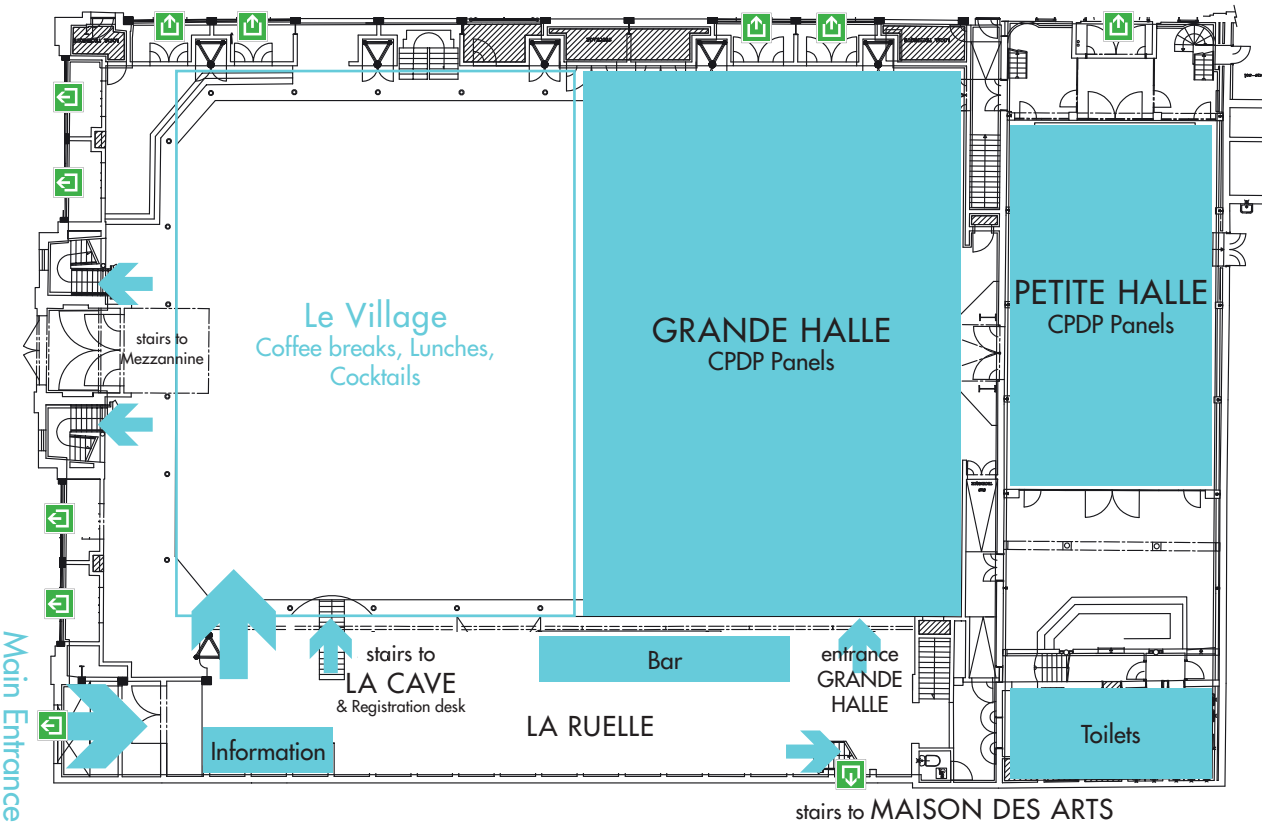 Le Village
Coffee breaks, Lunches,
Cocktails
GRANDE HALLE
CPDP Panels
PETITE HALLE
CPDP Panels
stairs to
Mezzannine
stairs to
LA CAVE
& Registration desk
Bar
entrance
GRANDE
HALLE
LA RUELLE
Information
Toilets
Main Entrance
stairs to MAISON DES ARTS